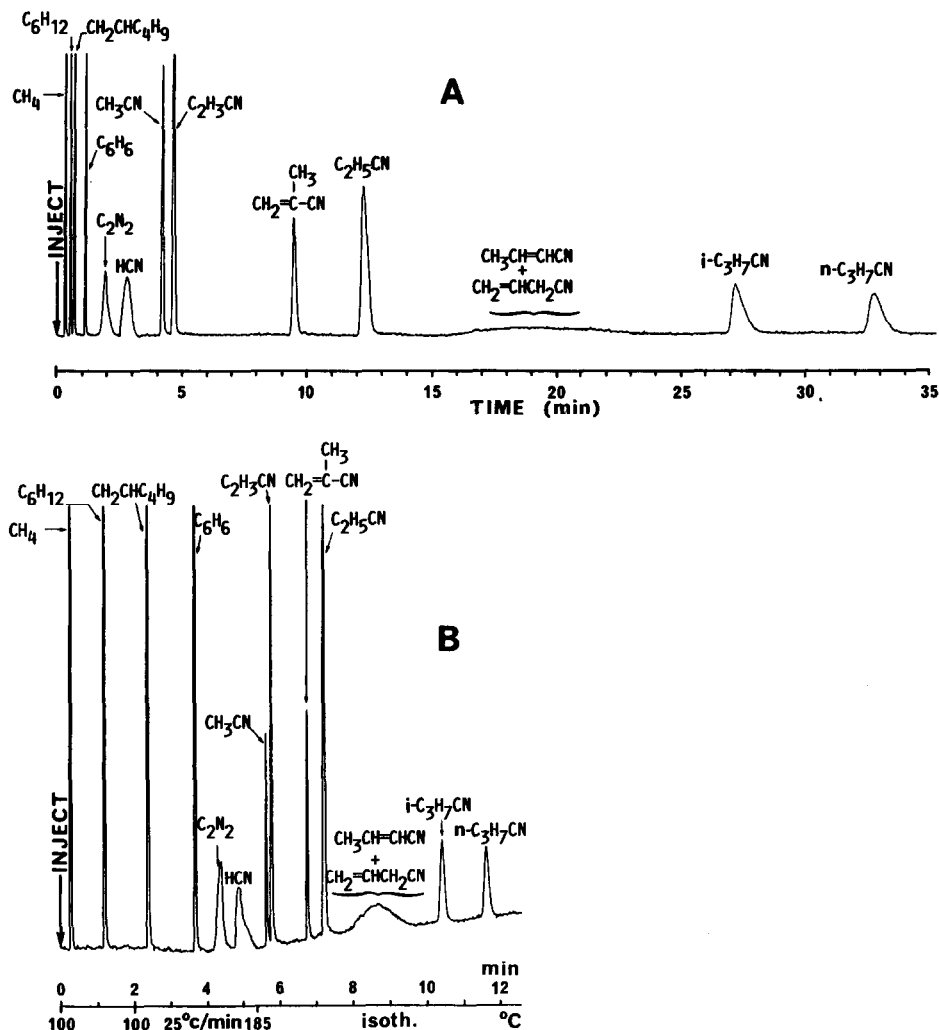 C6H12 CH2CHC4H9
CH4
C6H6
INJECT
C2N2
HCN
CH3CN
C2H3CN
A
CH3
CH2=C-CN
C2H5CN
CH3CH=CHCN
+
CH2=CHCH2CN
i-C3H7CN
n-C3H7CN
0 5 10 15 20 25 30 35
TIME (min)
C6H12
CH4
CH2CHC4H9
C6H6
C2H3CN
CH3
CH2=C-CN
C2H5CN
B
CH3CN
INJECT
C2N2
HCN
CH3CH=CHCN
+
CH2=CHCH2CN
i-C3H7CN
n-C3H7CN
min
0 2 4 6 8 10 12
100 100 25°c/min 185 isoth. °C